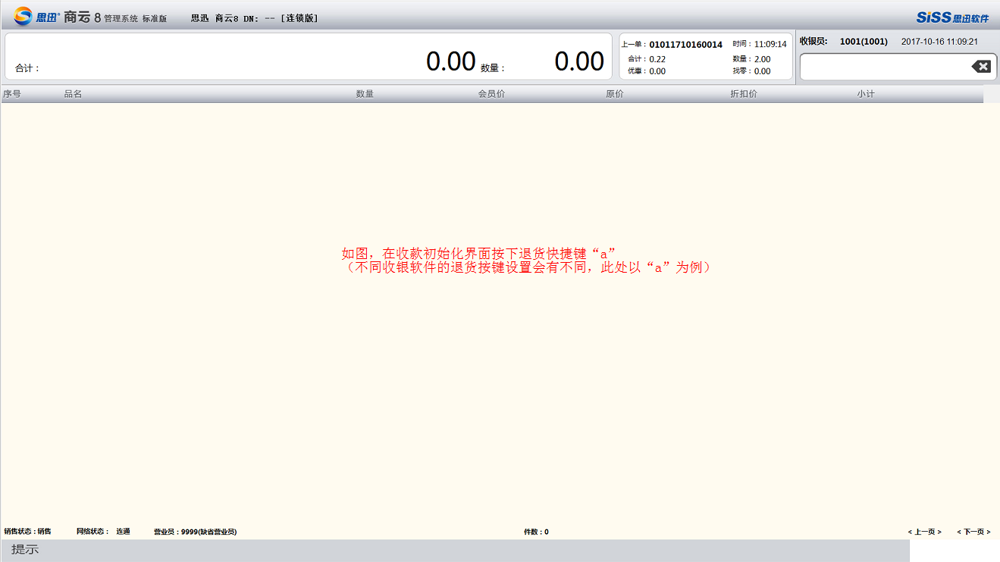 思迅® 商云 8 管理系统 标准版 思迅 商云8 DN: -- [连锁版] SiSS思迅软件
合计： 0.00 数量： 0.00
上一单：01011710160014 时间：11:09:14
合计：0.22 数量：2.00
优惠：0.00 找零：0.00
收银员: 1001(1001) 2017-10-16 11:09:21
序号 品名 数量 会员价 原价 折扣价 小计
如图，在收款初始化界面按下退货快捷键“a”
（不同收银软件的退货按键设置会有不同，此处以“a”为例）
销售状态：销售 网络状态： 连通 营业员：9999(缺省营业员) 件数：0 < 上一页 > < 下一页 >
提示